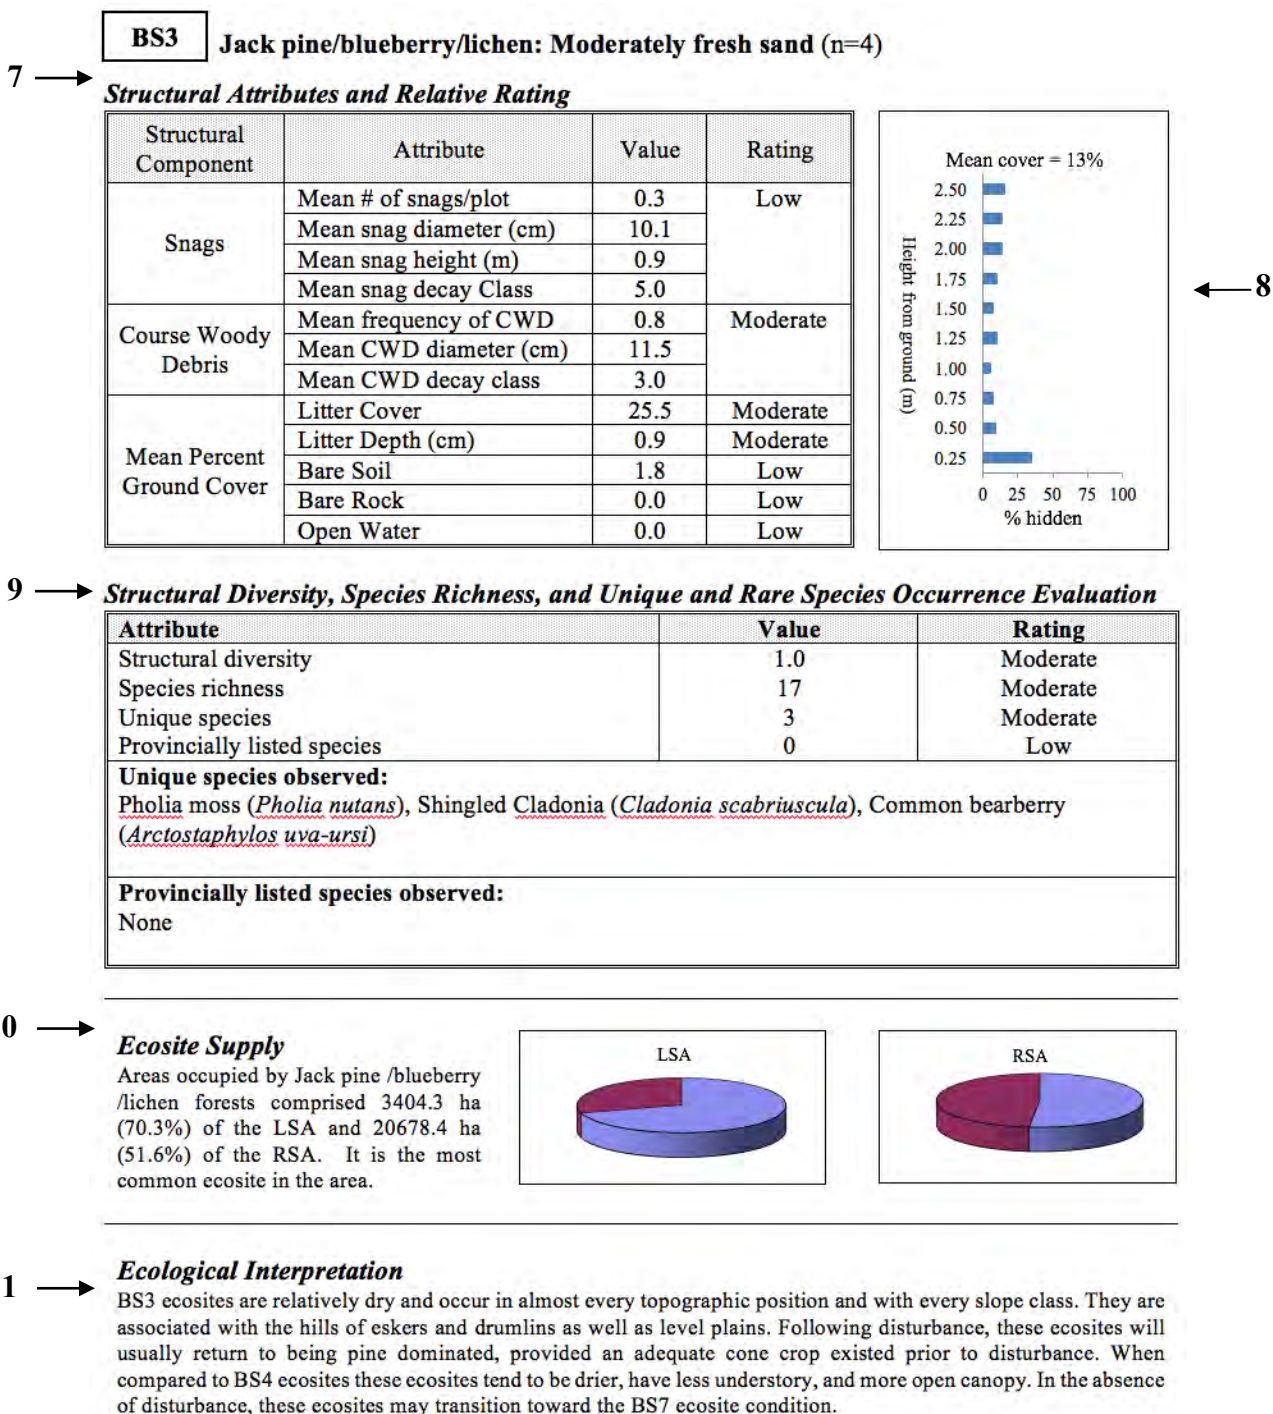 BS3 Jack pine/blueberry/lichen: Moderately fresh sand (n=4)
7
Structural Attributes and Relative Rating
Structural Component Attribute Value Rating
Snags
Mean # of snags/plot 0.3 Low
Mean snag diameter (cm) 10.1
Mean snag height (m) 0.9
Mean snag decay Class 5.0
Course Woody Debris
Mean frequency of CWD 0.8 Moderate
Mean CWD diameter (cm) 11.5
Mean CWD decay class 3.0
Mean Percent Ground Cover
Litter Cover 25.5 Moderate
Litter Depth (cm) 0.9 Moderate
Bare Soil 1.8 Low
Bare Rock 0.0 Low
Open Water 0.0 Low
Mean cover = 13%
Height from ground (m)
2.50
2.25
2.00
1.75
1.50
1.25
1.00
0.75
0.50
0.25
0 25 50 75 100
% hidden
8
9
Structural Diversity, Species Richness, and Unique and Rare Species Occurrence Evaluation
Attribute Value Rating
Structural diversity 1.0 Moderate
Species richness 17 Moderate
Unique species 3 Moderate
Provincially listed species 0 Low
Unique species observed:
Pholia moss (Pholia nutans), Shingled Cladonia (Cladonia scabriuscula), Common bearberry
(Arctostaphylos uva-ursi)
Provincially listed species observed:
None
0
Ecosite Supply
Areas occupied by Jack pine /blueberry
/lichen forests comprised 3404.3 ha
(70.3%) of the LSA and 20678.4 ha
(51.6%) of the RSA. It is the most
common ecosite in the area.
LSA
RSA
1
Ecological Interpretation
BS3 ecosites are relatively dry and occur in almost every topographic position and with every slope class. They are
associated with the hills of eskers and drumlins as well as level plains. Following disturbance, these ecosites will
usually return to being pine dominated, provided an adequate cone crop existed prior to disturbance. When
compared to BS4 ecosites these ecosites tend to be drier, have less understory, and more open canopy. In the absence
of disturbance, these ecosites may transition toward the BS7 ecosite condition.